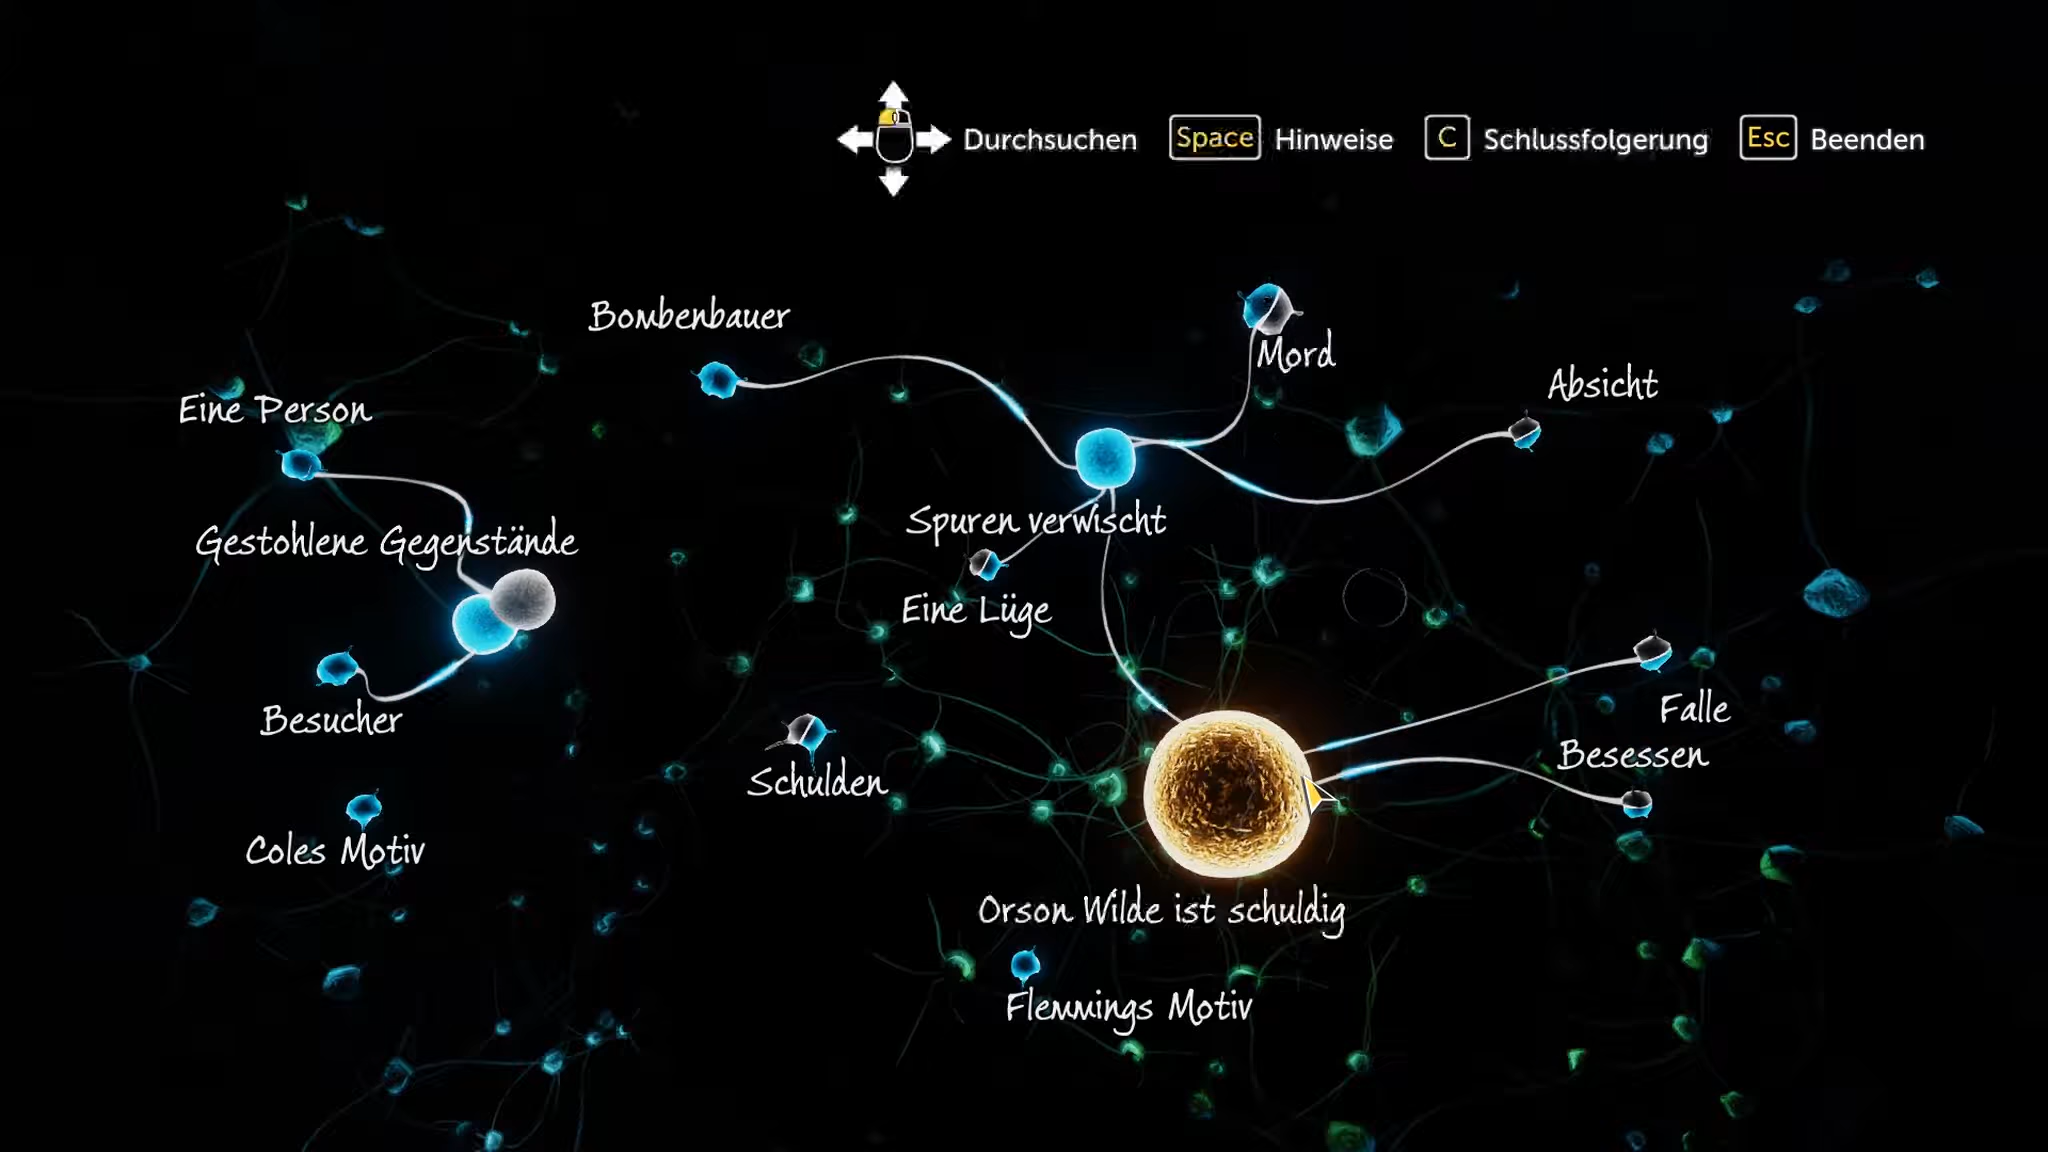 Durchsuchen Space Hinweise C Schlussfolgerung Esc Beenden
Bombenbauer
Mord
Absicht
Eine Person
Spuren verwischt
Gestohlene Gegenstände
Eine Lüge
Falle
Besucher
Besessen
Schulden
Coles Motiv
Orson Wilde ist schuldig
Flemmings Motiv